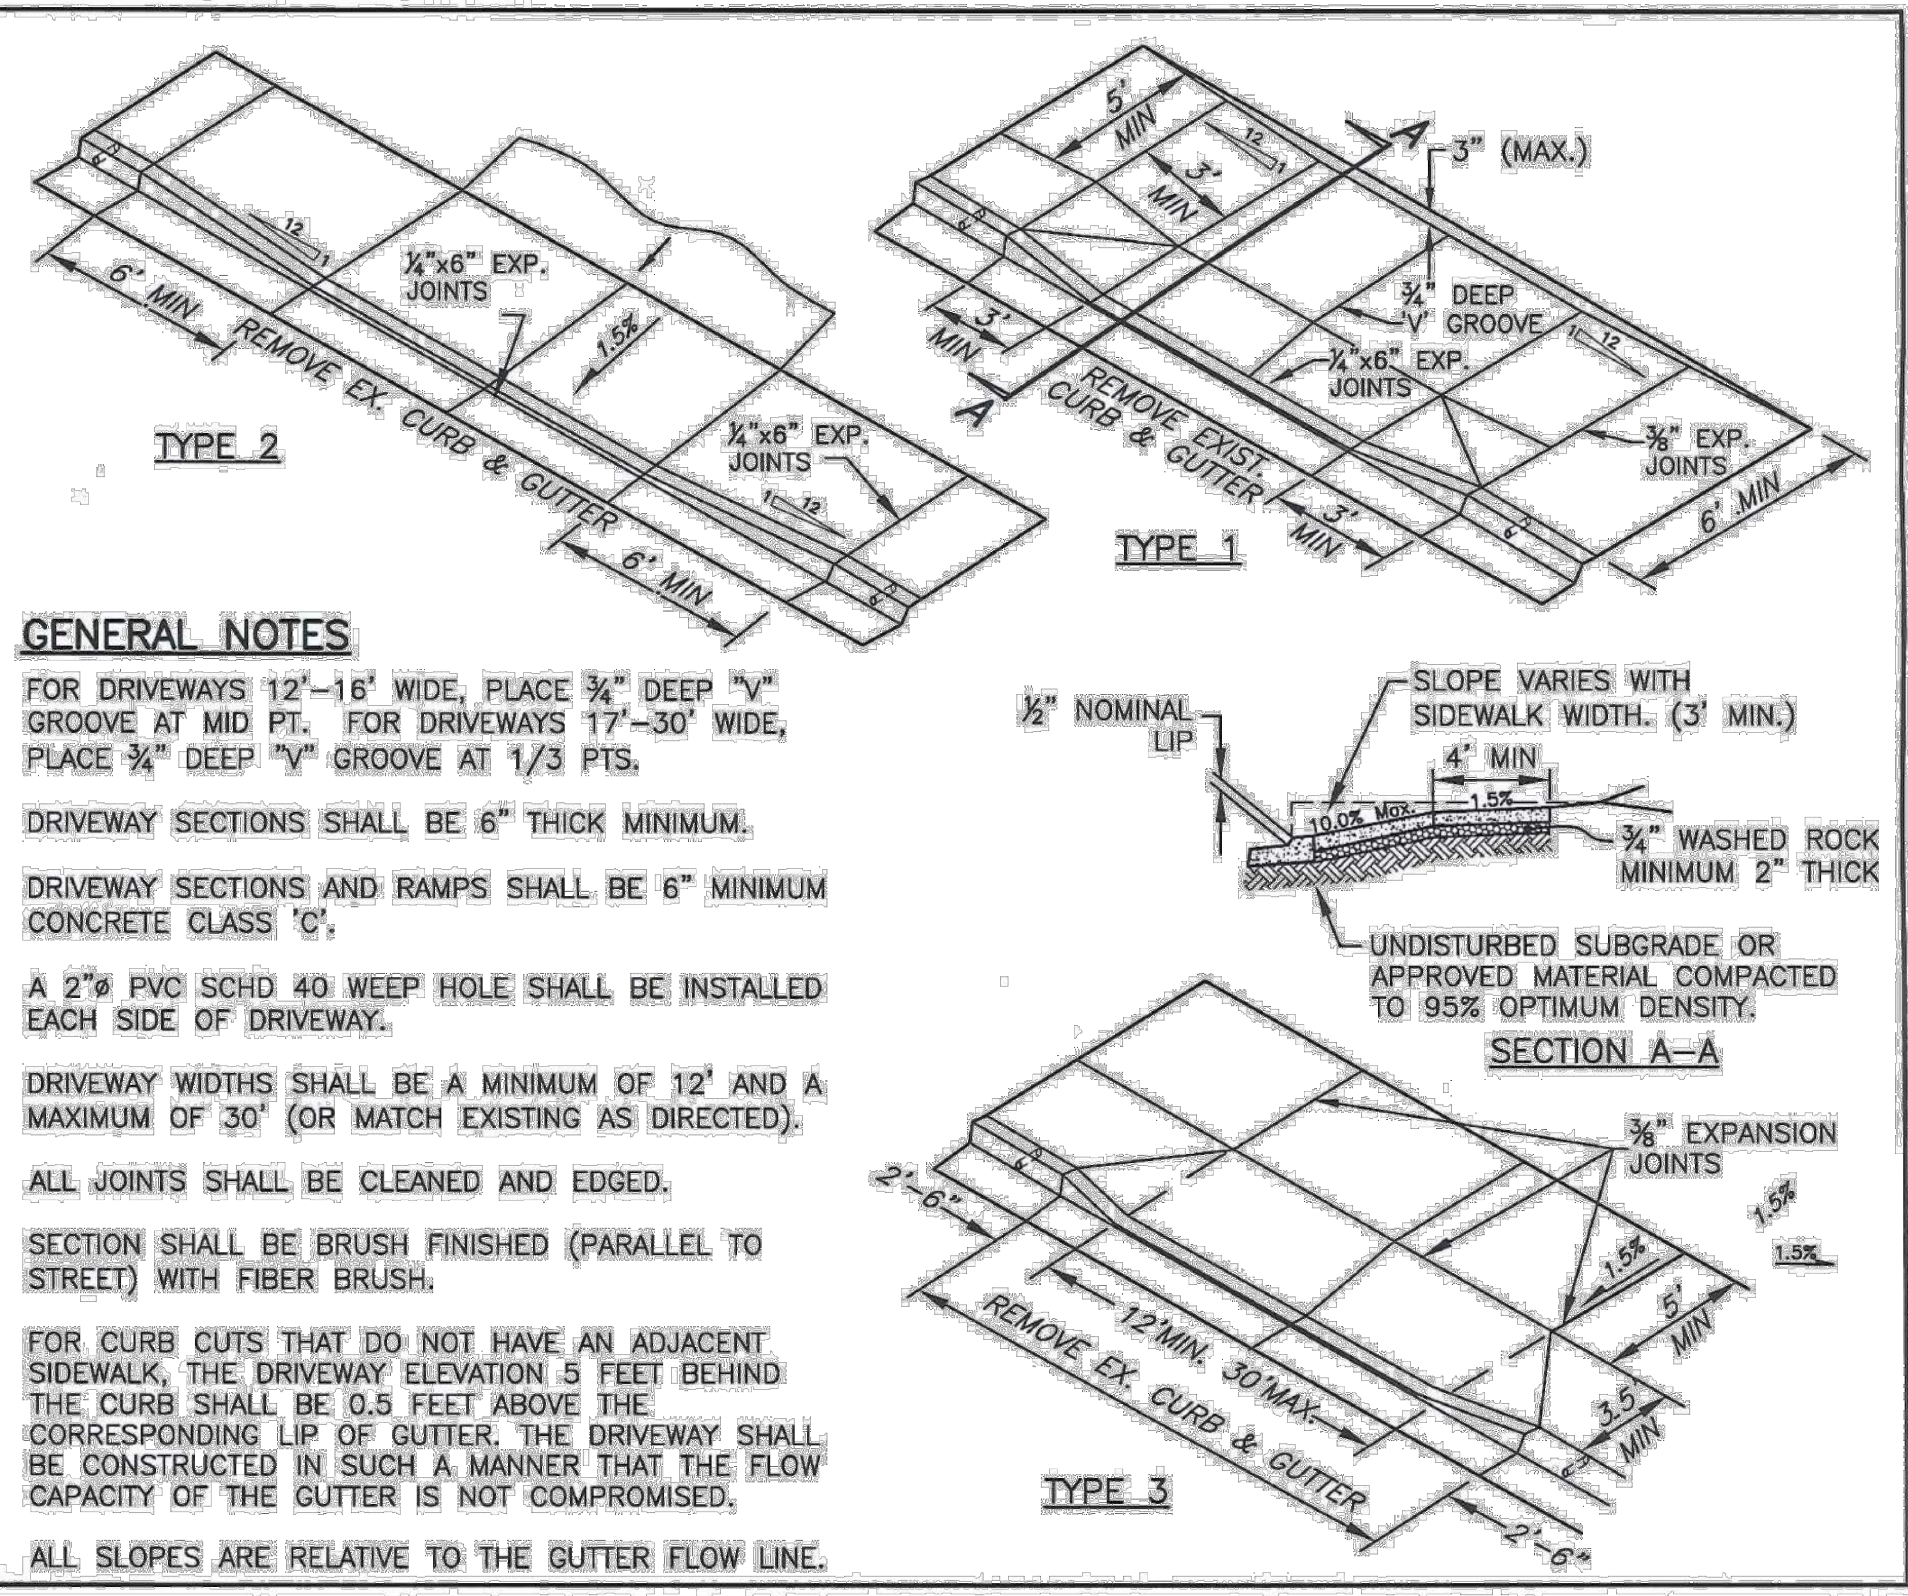 12
1
6' MIN
¼"x6" EXP.
JOINTS
1.5%
REMOVE EX. CURB & GUTTER
¼"x6" EXP.
JOINTS
1
12
6' MIN
TYPE 2
5'
MIN
12
1
3'
MIN
A
3" (MAX.)
¾" DEEP
'V' GROOVE
¼"x6" EXP.
JOINTS
1
12
3'
MIN
A
REMOVE EXIST.
CURB & GUTTER
⅜" EXP.
JOINTS
3'
MIN
6' MIN
TYPE 1
GENERAL NOTES
FOR DRIVEWAYS 12'-16' WIDE, PLACE ¾" DEEP "V"
GROOVE AT MID PT. FOR DRIVEWAYS 17'-30' WIDE,
PLACE ¾" DEEP "V" GROOVE AT 1/3 PTS.
DRIVEWAY SECTIONS SHALL BE 6" THICK MINIMUM.
DRIVEWAY SECTIONS AND RAMPS SHALL BE 6" MINIMUM
CONCRETE CLASS 'C'.
A 2"ø PVC SCHD 40 WEEP HOLE SHALL BE INSTALLED
EACH SIDE OF DRIVEWAY.
DRIVEWAY WIDTHS SHALL BE A MINIMUM OF 12' AND A
MAXIMUM OF 30' (OR MATCH EXISTING AS DIRECTED).
ALL JOINTS SHALL BE CLEANED AND EDGED.
SECTION SHALL BE BRUSH FINISHED (PARALLEL TO
STREET) WITH FIBER BRUSH.
FOR CURB CUTS THAT DO NOT HAVE AN ADJACENT
SIDEWALK, THE DRIVEWAY ELEVATION 5 FEET BEHIND
THE CURB SHALL BE 0.5 FEET ABOVE THE
CORRESPONDING LIP OF GUTTER. THE DRIVEWAY SHALL
BE CONSTRUCTED IN SUCH A MANNER THAT THE FLOW
CAPACITY OF THE GUTTER IS NOT COMPROMISED.
ALL SLOPES ARE RELATIVE TO THE GUTTER FLOW LINE.
½" NOMINAL
LIP
SLOPE VARIES WITH
SIDEWALK WIDTH. (3' MIN.)
4' MIN
10.0% Max.
1.5%
¾" WASHED ROCK
MINIMUM 2" THICK
UNDISTURBED SUBGRADE OR
APPROVED MATERIAL COMPACTED
TO 95% OPTIMUM DENSITY.
SECTION A-A
⅜" EXPANSION
JOINTS
1.5%
1.5%
1.5%
2'-6"
12'MIN. 30'MAX.
REMOVE EX. CURB & GUTTER
5'
MIN
3.5'
MIN
2'-6"
TYPE 3